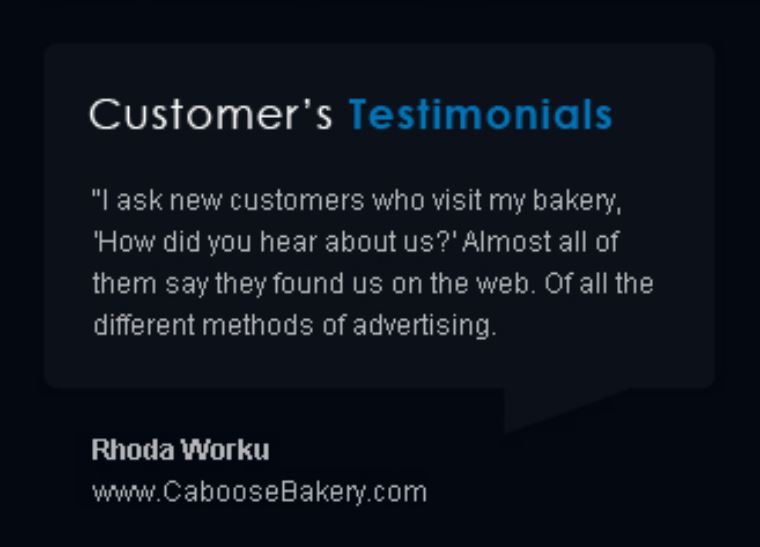 Customer's Testimonials
"I ask new customers who visit my bakery,
'How did you hear about us?' Almost all of
them say they found us on the web. Of all the
different methods of advertising.
Rhoda Worku
www.CabooseBakery.com